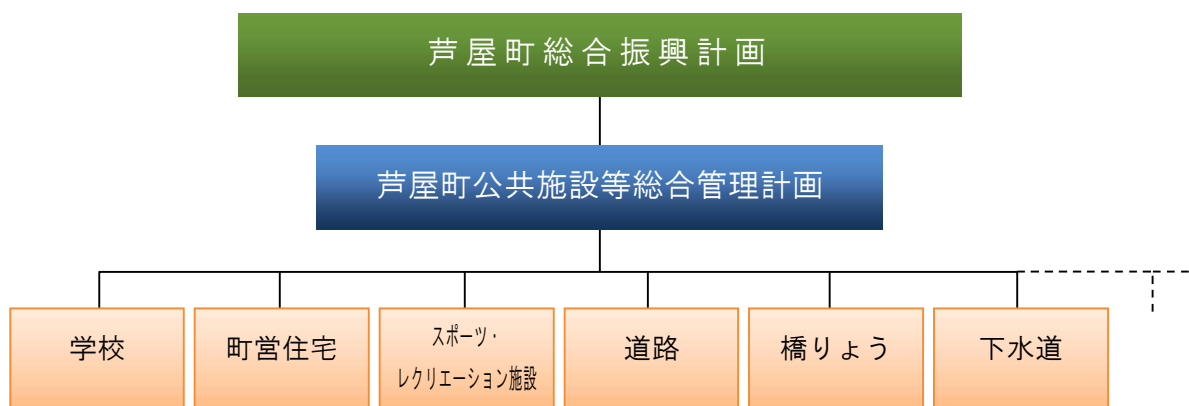 芦屋町総合振興計画
芦屋町公共施設等総合管理計画
学校
町営住宅
スポーツ・
レクリエーション施設
道路
橋りょう
下水道